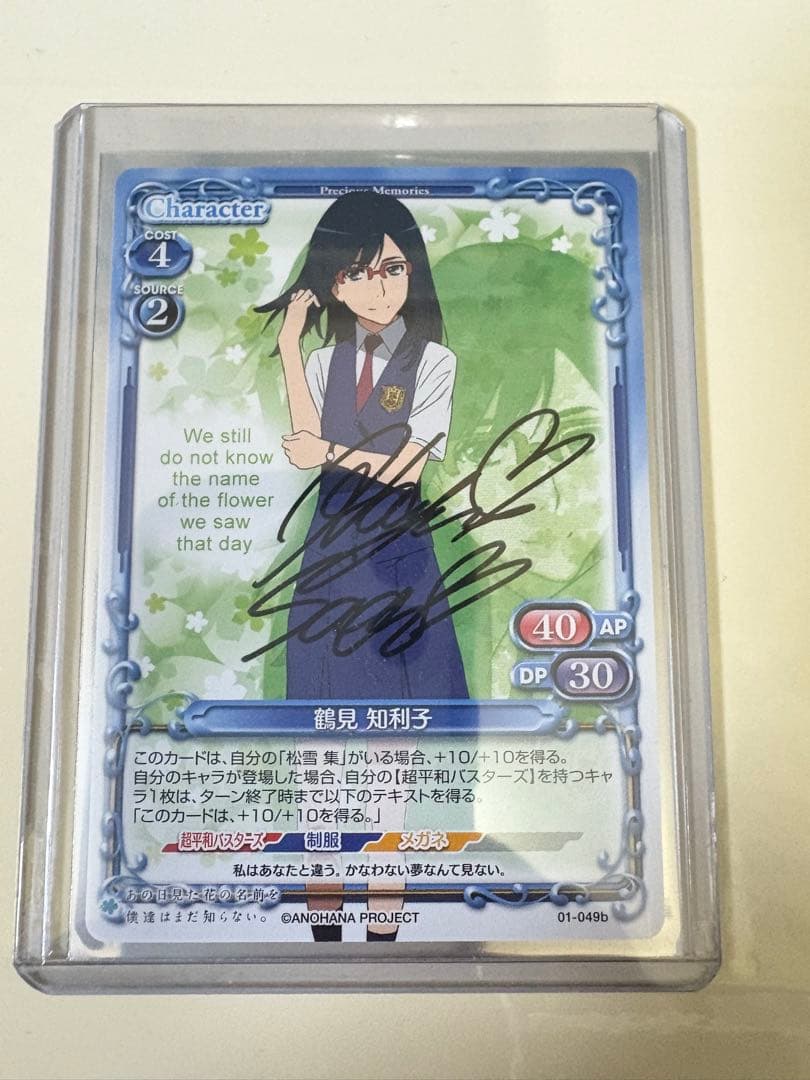 Precious Memories
Character
COST
4
SOURCE
2
We still
do not know
the name
of the flower
we saw
that day
40 AP
DP 30
鶴見 知利子
このカードは、自分の「松雪 集」がいる場合、+10/+10を得る。
自分のキャラが登場した場合、自分の【超平和バスターズ】を持つキャ
ラ1枚は、ターン終了時まで以下のテキストを得る。
「このカードは、+10/+10を得る。」
超平和バスターズ 制服 メガネ
私はあなたと違う。かなわない夢なんて見ない。
あの日見た花の名前を
僕達はまだ知らない。 ©ANOHANA PROJECT 01-049b